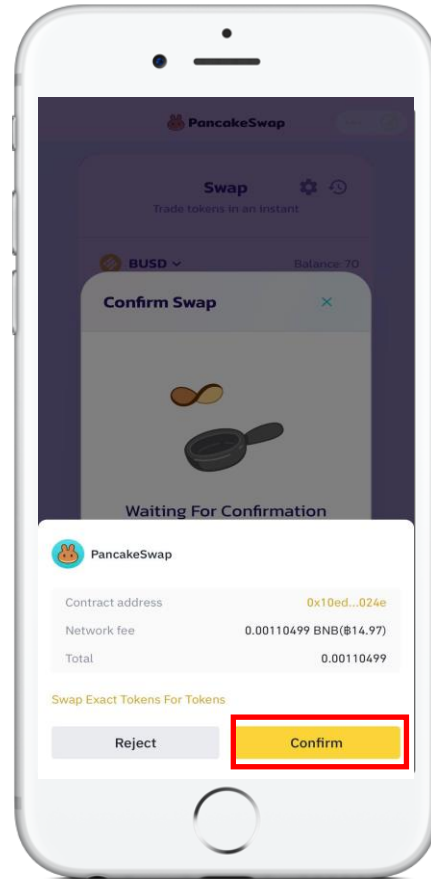 PancakeSwap
Swap
Trade tokens in an instant
BUSD
Balance: 70
Confirm Swap
Waiting For Confirmation
PancakeSwap
Contract address 0x10ed...024e
Network fee 0.00110499 BNB(฿14.97)
Total 0.00110499
Swap Exact Tokens For Tokens
Reject Confirm